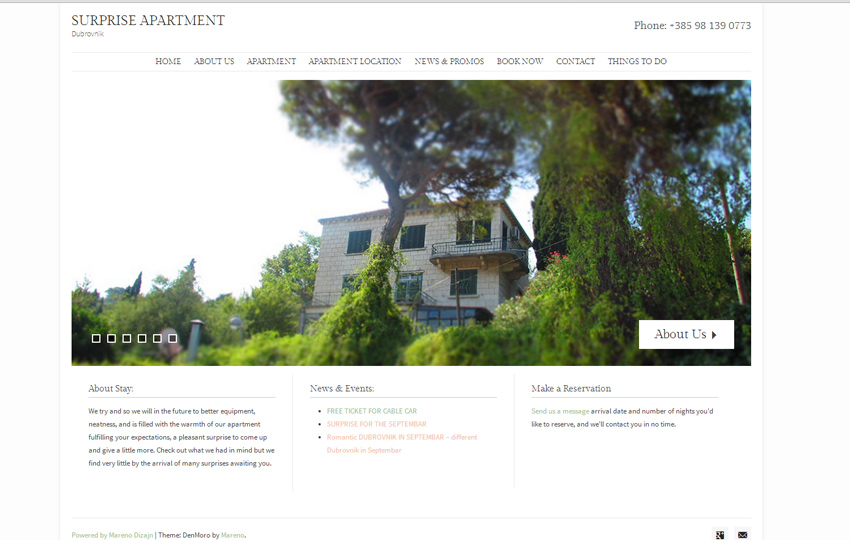 SURPRISE APARTMENT
Dubrovnik
Phone: +385 98 139 0773
HOME ABOUT US APARTMENT APARTMENT LOCATION NEWS & PROMOS BOOK NOW CONTACT THINGS TO DO
About Us
About Stay:
We try and so we will in the future to better equipment,
neatness, and is filled with the warmth of our apartment
fulfilling your expectations, a pleasant surprise to come up
and give a little more. Check out what we had in mind but we
find very little by the arrival of many surprises awaiting you.
News & Events:
FREE TICKET FOR CABLE CAR
SURPRISE FOR THE SEPTEMBAR
Romantic DUBROVNIK IN SEPTEMBAR – different
Dubrovnik in Septembar
Make a Reservation
Send us a message arrival date and number of nights you'd
like to reserve, and we'll contact you in no time.
Powered by Mareno Dizajn | Theme: DenMoro by Mareno.